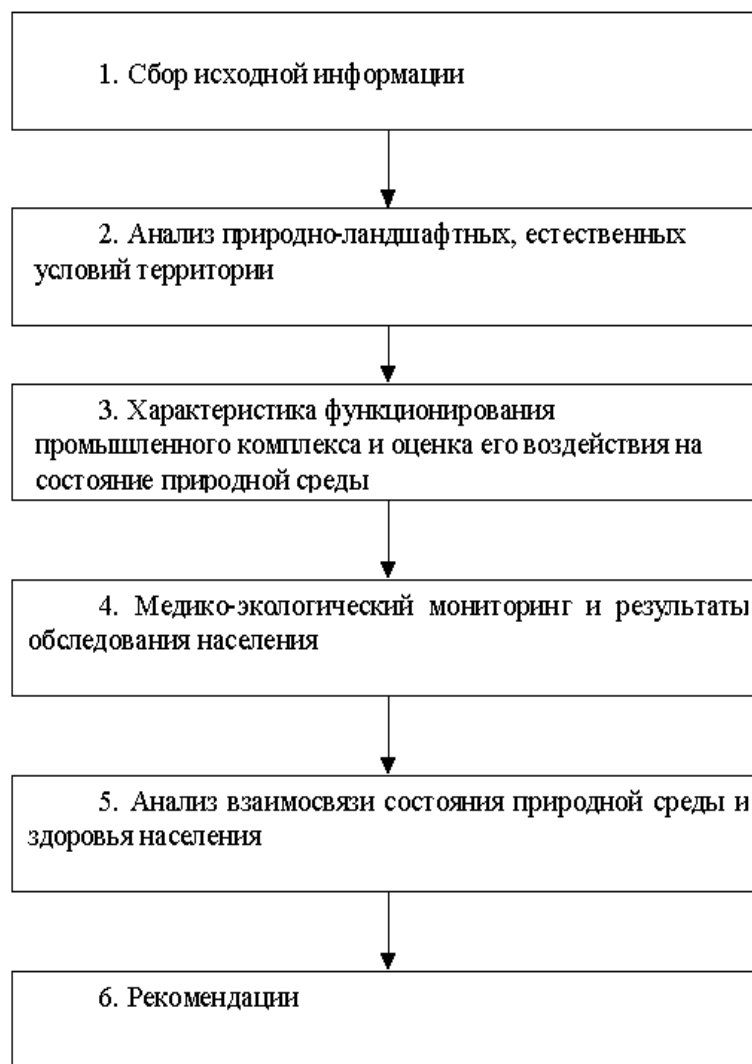 1. Сбор исходной информации
2. Анализ природно-ландшафтных, естественных
условий территории
3. Характеристика функционирования
промышленного комплекса и оценка его воздействия на
состояние природной среды
4. Медико-экологический мониторинг и результаты
обследования населения
5. Анализ взаимосвязи состояния природной среды и
здоровья населения
6. Рекомендации